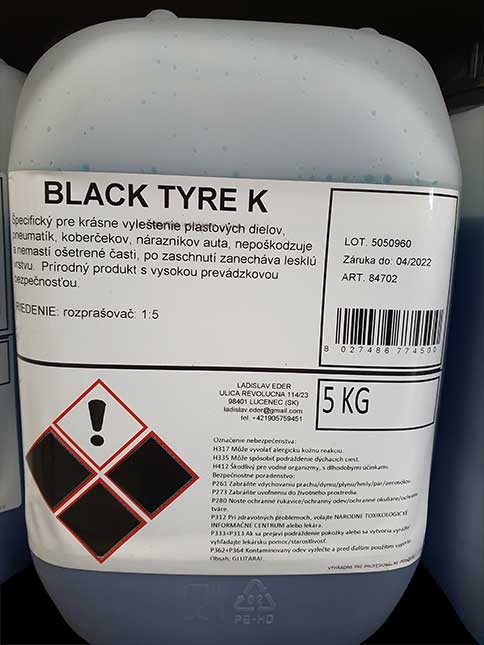 BLACK TYRE K
Špecifický pre krásne vyleštenie plastových dielov,
pneumatík, koberčekov, nárazníkov auta, nepoškodzuje
a nemastí ošetrené časti, po zaschnutí zanecháva lesklú
vrstvu. Prírodný produkt s vysokou prevádzkovou
bezpečnosťou.
RIEDENIE: rozprašovač: 1:5
LOT. 5050960
Záruka do: 04/2022
ART. 84702
8 027486 774500
LADISLAV EDER
ULICA REVOLUCNA 114/23
98401 LUCENEC (SK)
ladislav.eder@gmail.com
tel. +421905759451
5 KG
Označenie nebezpečenstva:
H317 Môže vyvolať alergickú kožnú reakciu.
H335 Môže spôsobiť podráždenie dýchacích ciest.
H412 Škodlivý pre vodné organizmy, s dlhodobými účinkami.
Bezpečnostné poradenstvo:
P261 Zabráňte vdychovaniu prachu/dymu/plynu/hmly/pár/aerosólov.
P273 Zabráňte uvoľneniu do životného prostredia.
P280 Noste ochranné rukavice/ochranný odev/ochranné okuliare/ochranu
tváre.
P312 Pri zdravotných problémoch, volajte NÁRODNÉ TOXIKOLOGICKÉ
INFORMAČNÉ CENTRUM alebo lekára.
P333+P313 Ak sa prejaví podráždenie pokožky alebo sa vytvoria vyrážky
vyhľadajte lekársku pomoc/starostlivosť.
P362+P364 Kontaminovaný odev vyzlečte a pred ďalším použitím vyperte.
Obsah: GLUTARAL
VYHRADNE PRE PROFESIONALNE
PE-HD